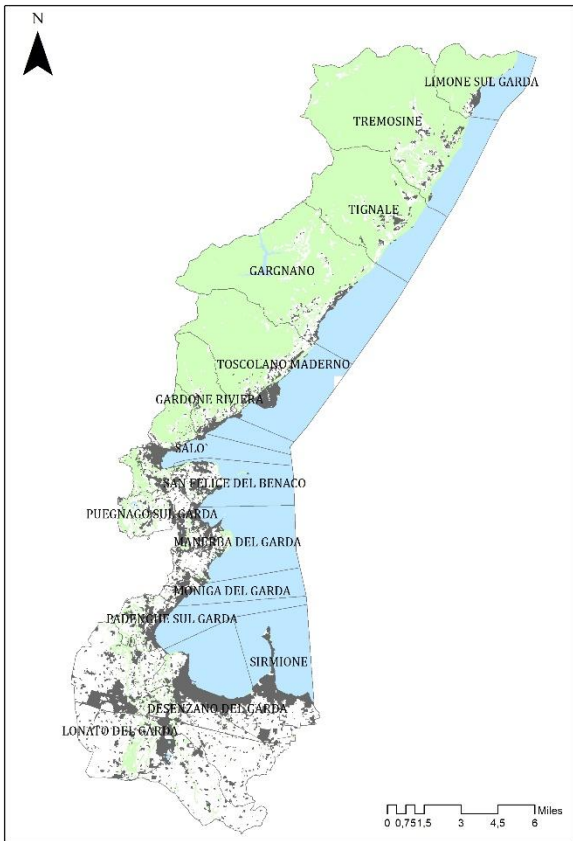 N
LIMONE SUL GARDA
TREMOSINE
TIGNALE
GARGNANO
TOSCOLANO MADERNO
GARDONE RIVIERA
SALO`
SAN FELICE DEL BENACO
PUEGNAGO SUL GARDA
MANERBA DEL GARDA
MONIGA DEL GARDA
PADENGHE SUL GARDA
SIRMIONE
DESENZANO DEL GARDA
LONATO DEL GARDA
Miles
0 0,75 1,5 3 4,5 6